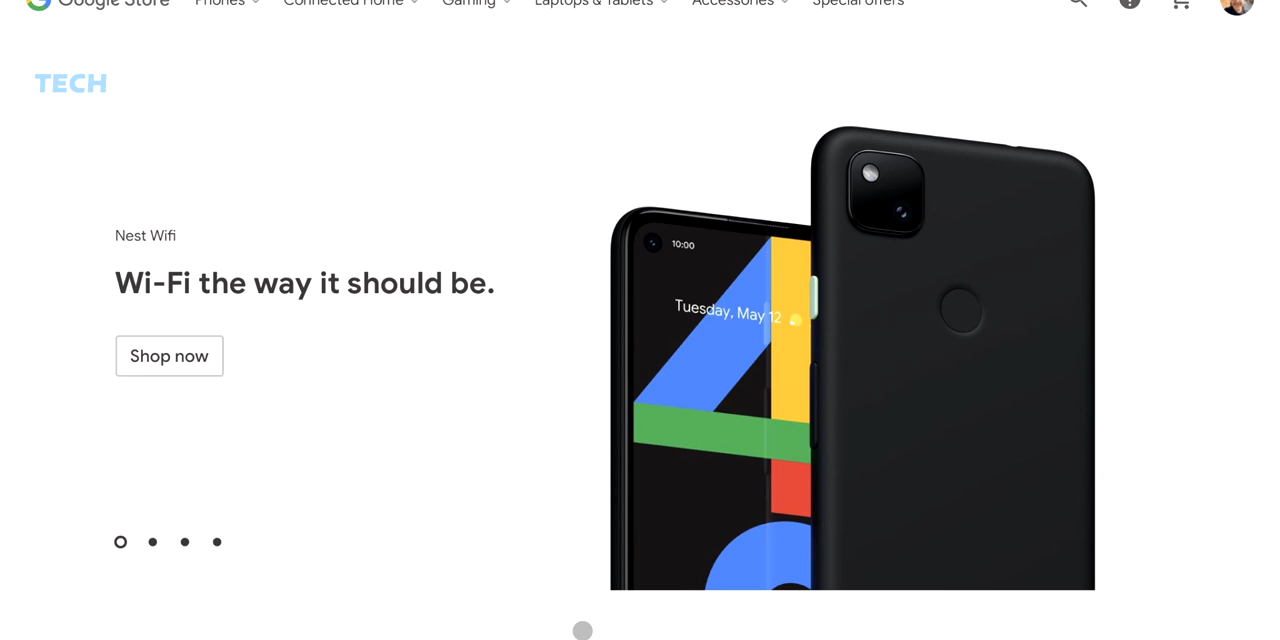 Google Store Phones Connected Home Gaming Laptops & Tablets Accessories Special offers
TECH
Nest Wifi
Wi-Fi the way it should be.
Shop now
10:00
Tuesday, May 12